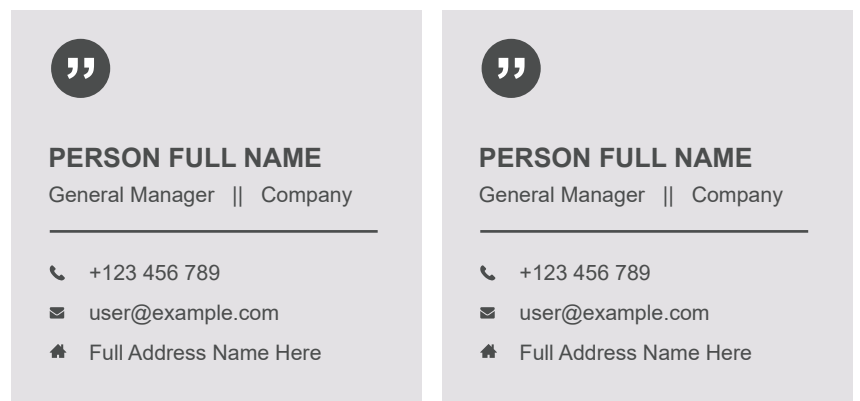 PERSON FULL NAME
General Manager || Company
+123 456 789
user@example.com
Full Address Name Here
PERSON FULL NAME
General Manager || Company
+123 456 789
user@example.com
Full Address Name Here